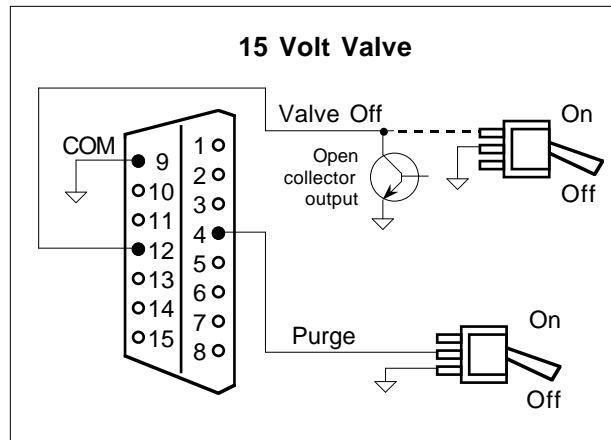 15 Volt Valve
Valve Off
On
COM
Open
collector
output
Off
1
9
2
10
3
11
4
12
5
13
6
14
7
15
8
Purge
On
Off